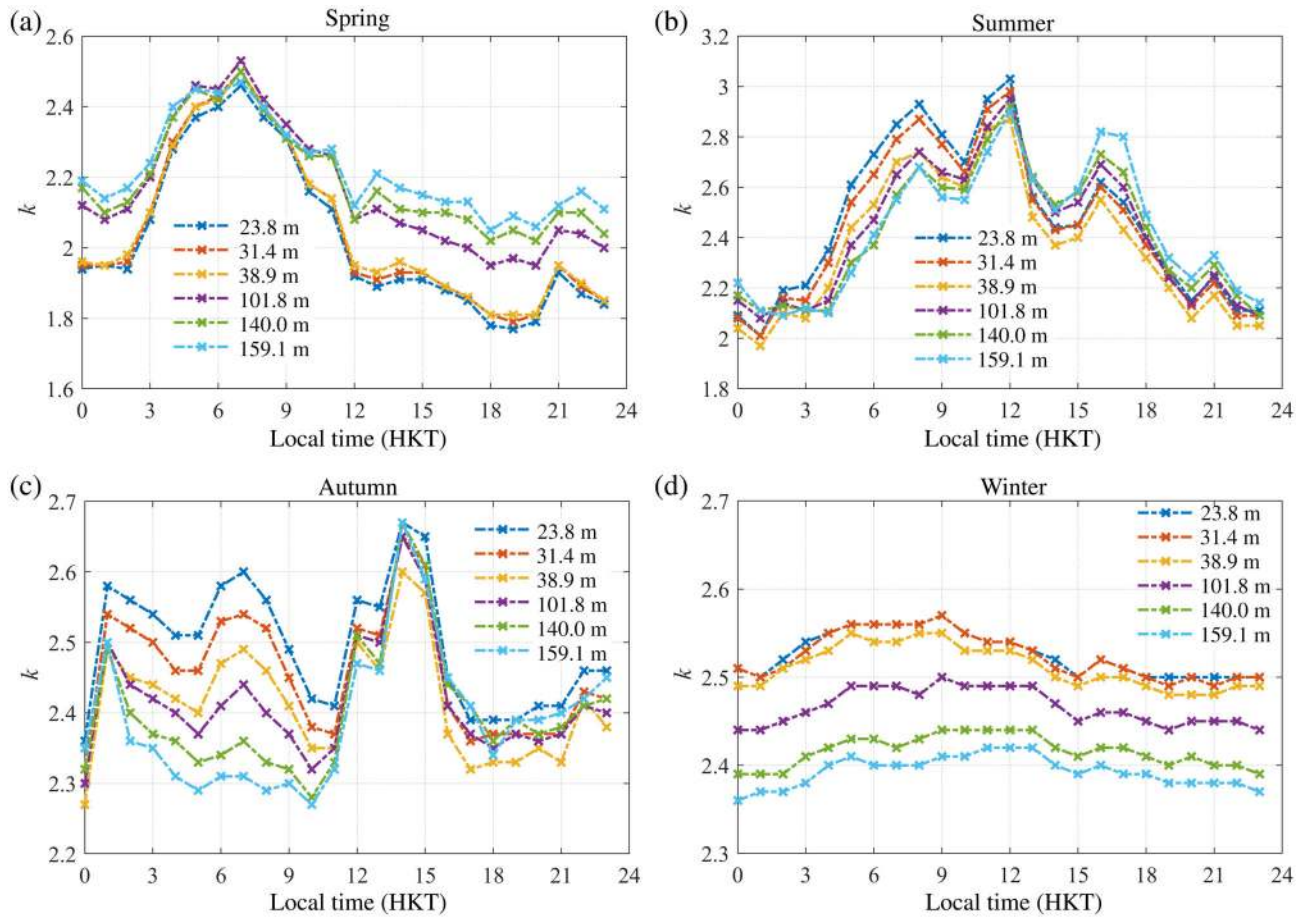 (a)
Spring
k
2.6
2.4
2.2
2
1.8
1.6
23.8 m
31.4 m
38.9 m
101.8 m
140.0 m
159.1 m
0 3 6 9 12 15 18 21 24
Local time (HKT)
(b)
Summer
k
3.2
3
2.8
2.6
2.4
2.2
2
1.8
23.8 m
31.4 m
38.9 m
101.8 m
140.0 m
159.1 m
0 3 6 9 12 15 18 21 24
Local time (HKT)
(c)
Autumn
k
2.7
2.6
2.5
2.4
2.3
2.2
23.8 m
31.4 m
38.9 m
101.8 m
140.0 m
159.1 m
0 3 6 9 12 15 18 21 24
Local time (HKT)
(d)
Winter
k
2.7
2.6
2.5
2.4
2.3
23.8 m
31.4 m
38.9 m
101.8 m
140.0 m
159.1 m
0 3 6 9 12 15 18 21 24
Local time (HKT)